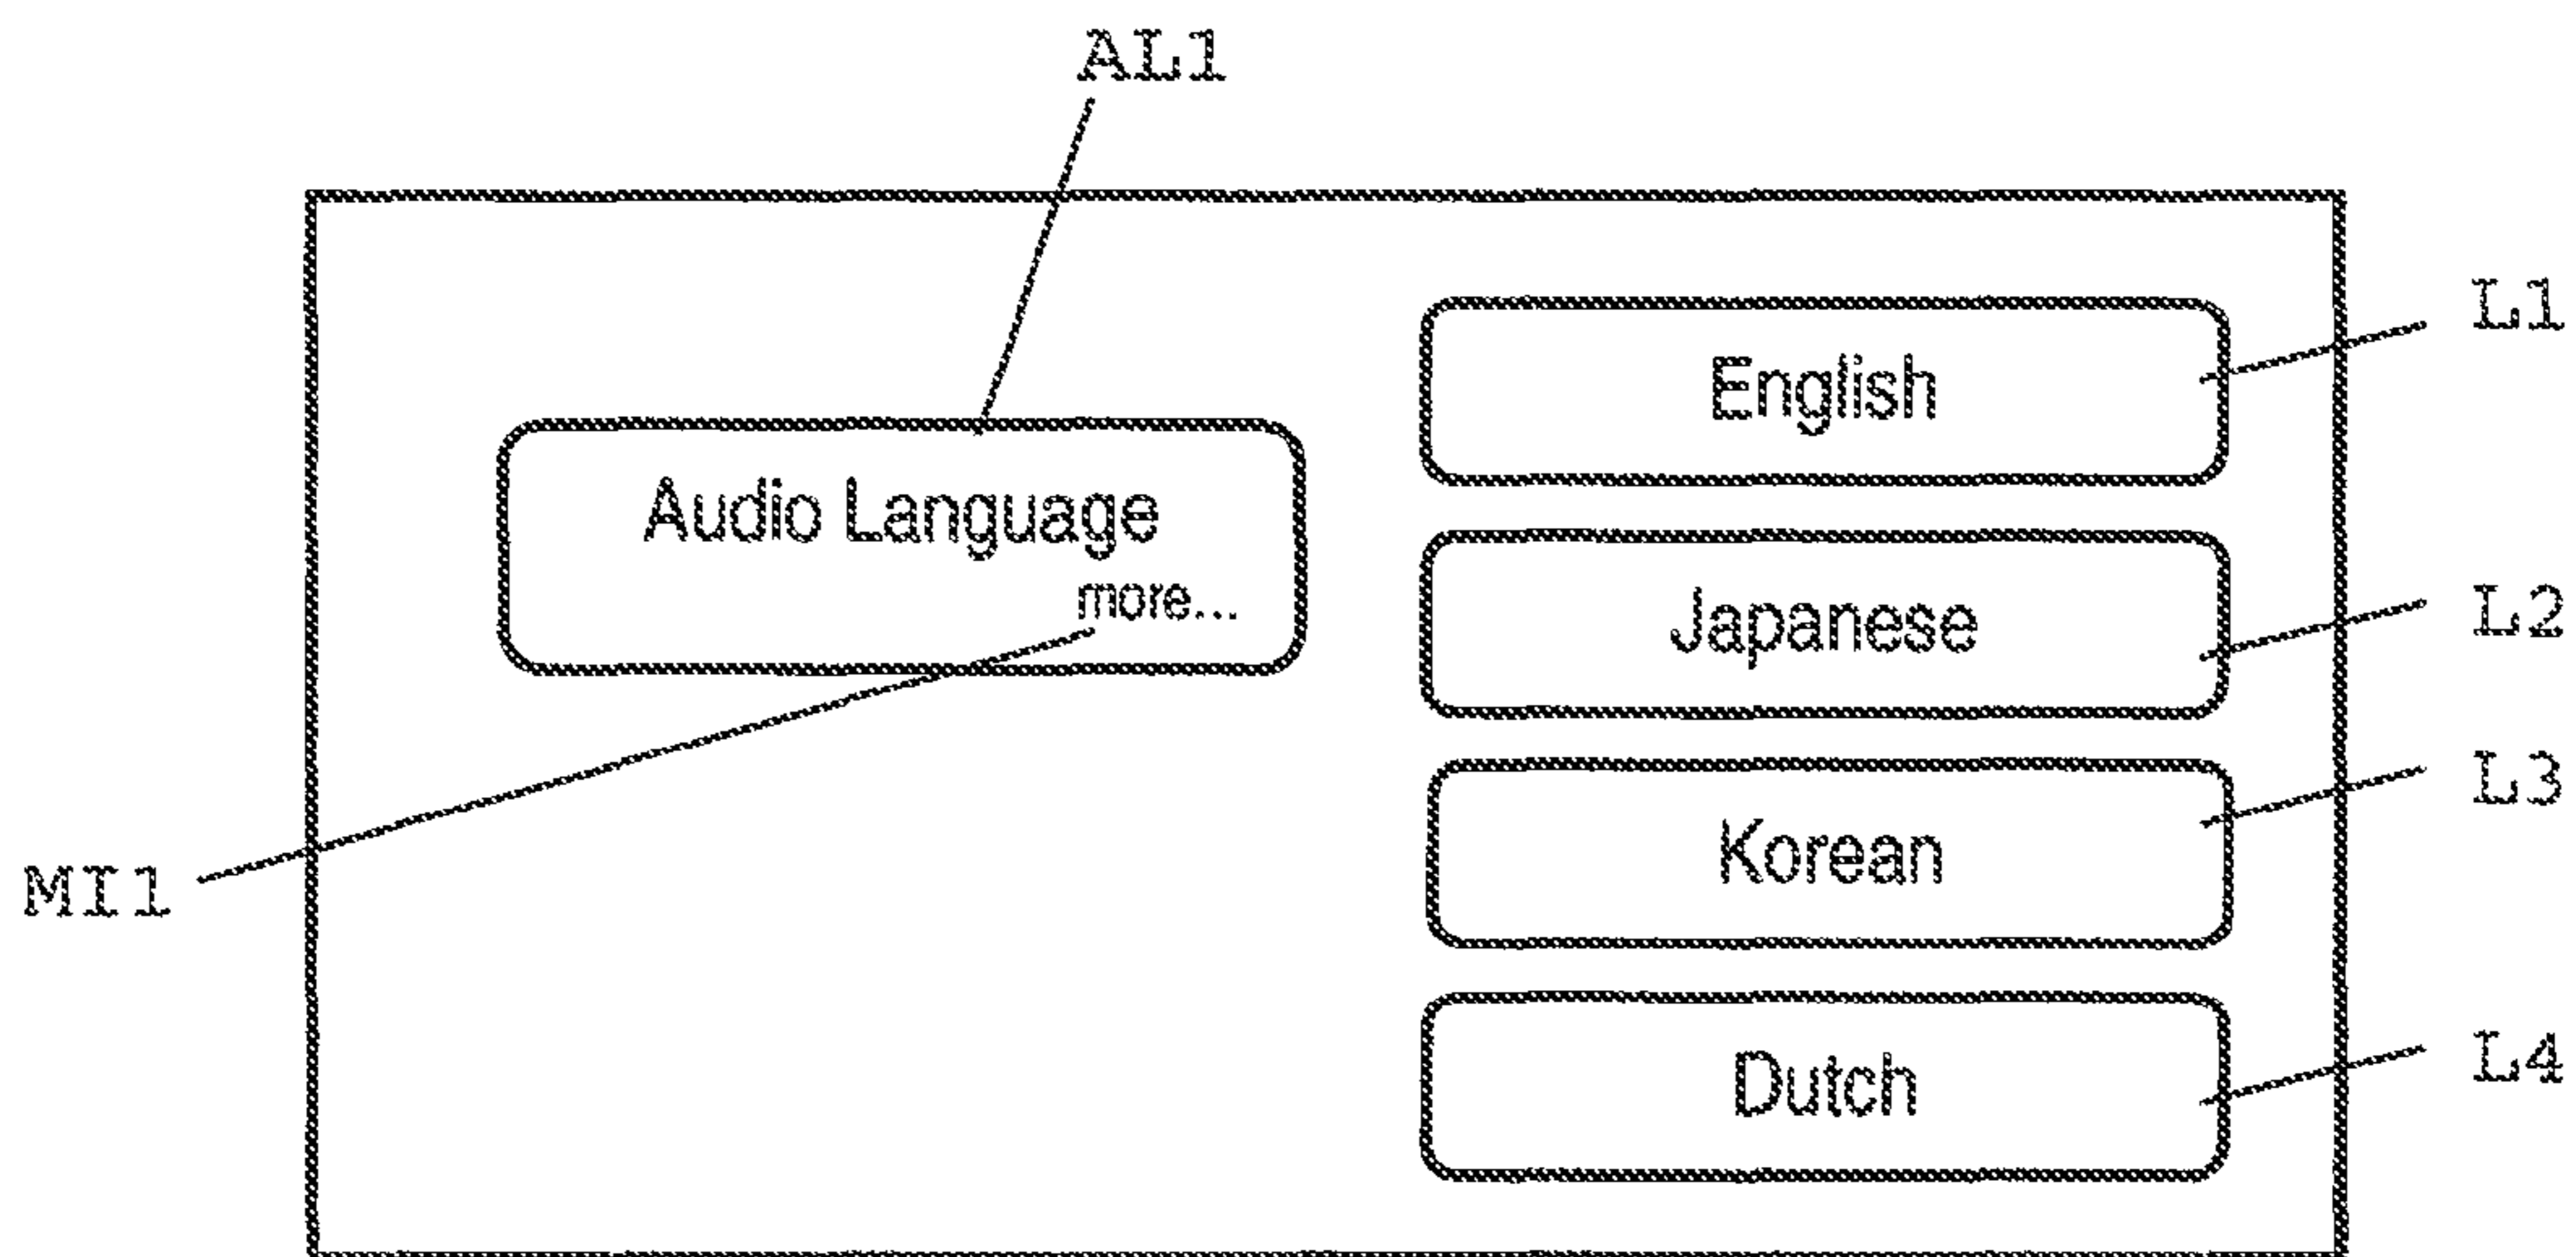 AL1
English
L1
Audio Language
more...
Japanese
L2
Korean
L3
MI1
Dutch
L4